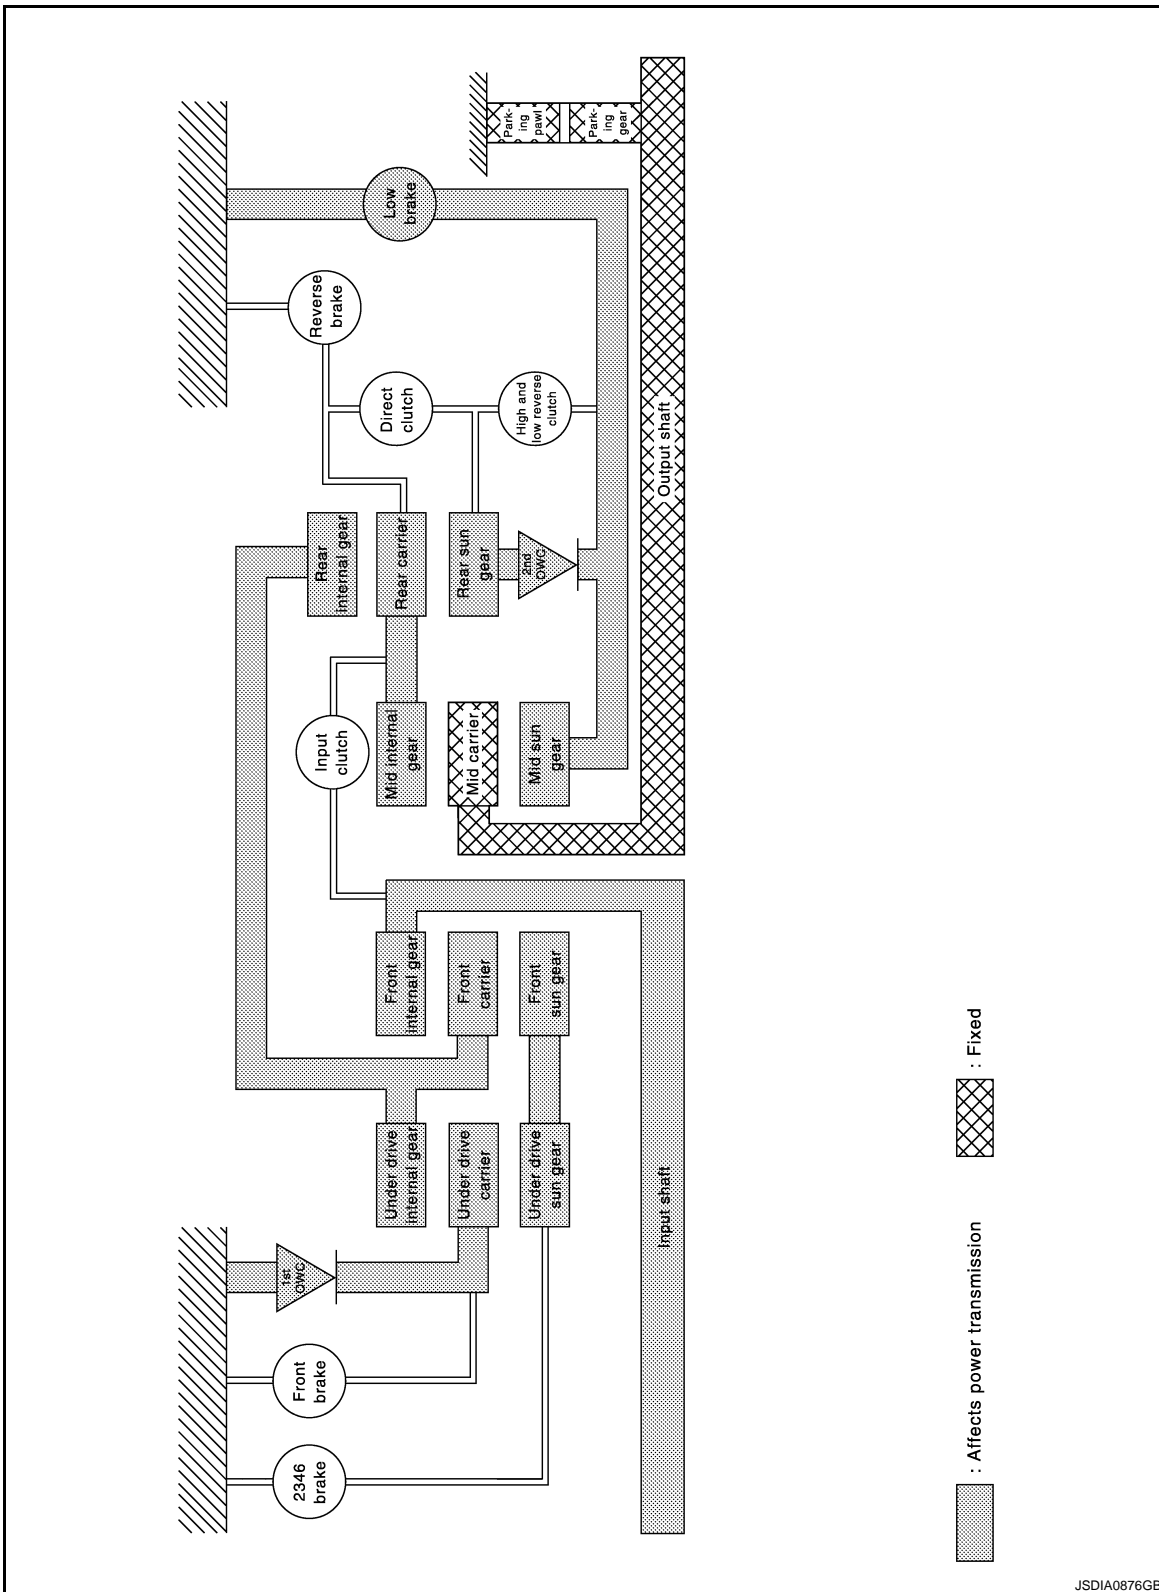 2346
brake
Front
brake
1st
OWC
Under drive
internal gear
Under drive
carrier
Under drive
sun gear
Front
internal gear
Front
carrier
Front
sun gear
Input shaft
Input
clutch
Mid internal
gear
Mid carrier
Mid sun
gear
Rear
internal gear
Rear carrier
Rear sun
gear
2nd
OWC
Direct
clutch
High and
low reverse
clutch
Reverse
brake
Low
brake
Output shaft
Park-
ing
pawl
Park-
ing
gear
: Affects power transmission
: Fixed
JSDIA0876GB